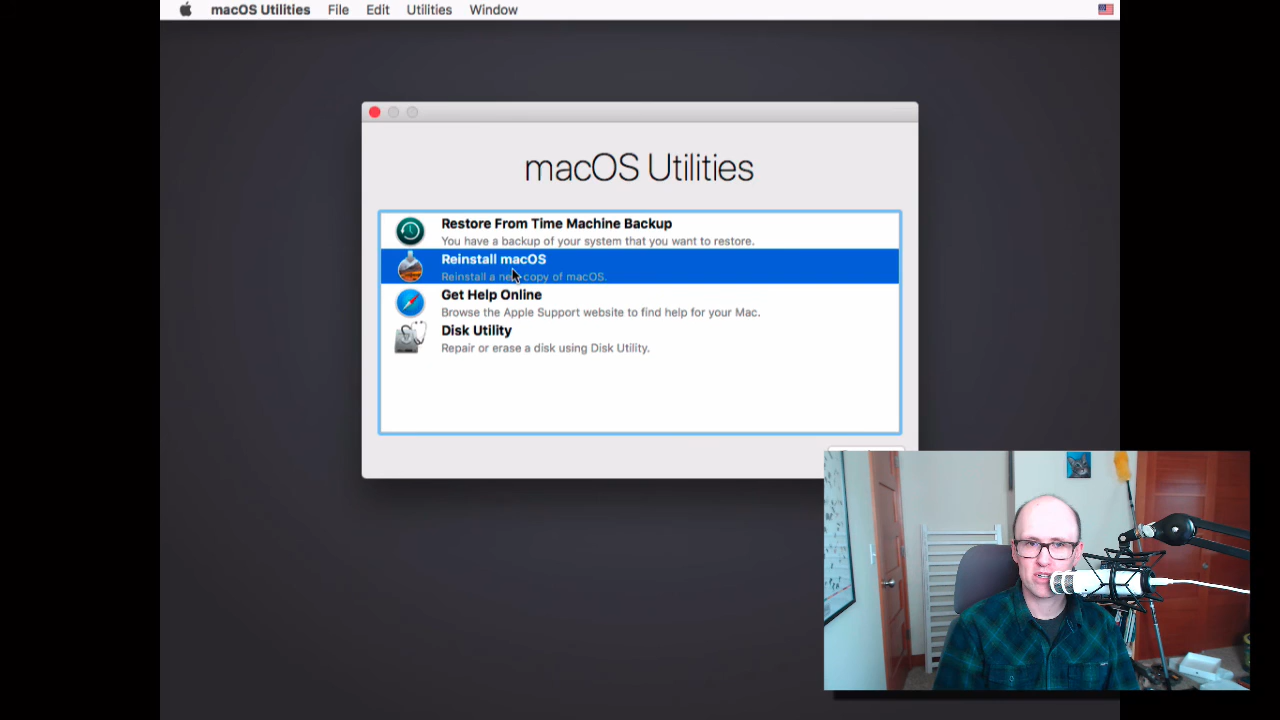 macOS Utilities File Edit Utilities Window
macOS Utilities
Restore From Time Machine Backup
You have a backup of your system that you want to restore.
Reinstall macOS
Reinstall a new copy of macOS.
Get Help Online
Browse the Apple Support website to find help for your Mac.
Disk Utility
Repair or erase a disk using Disk Utility.